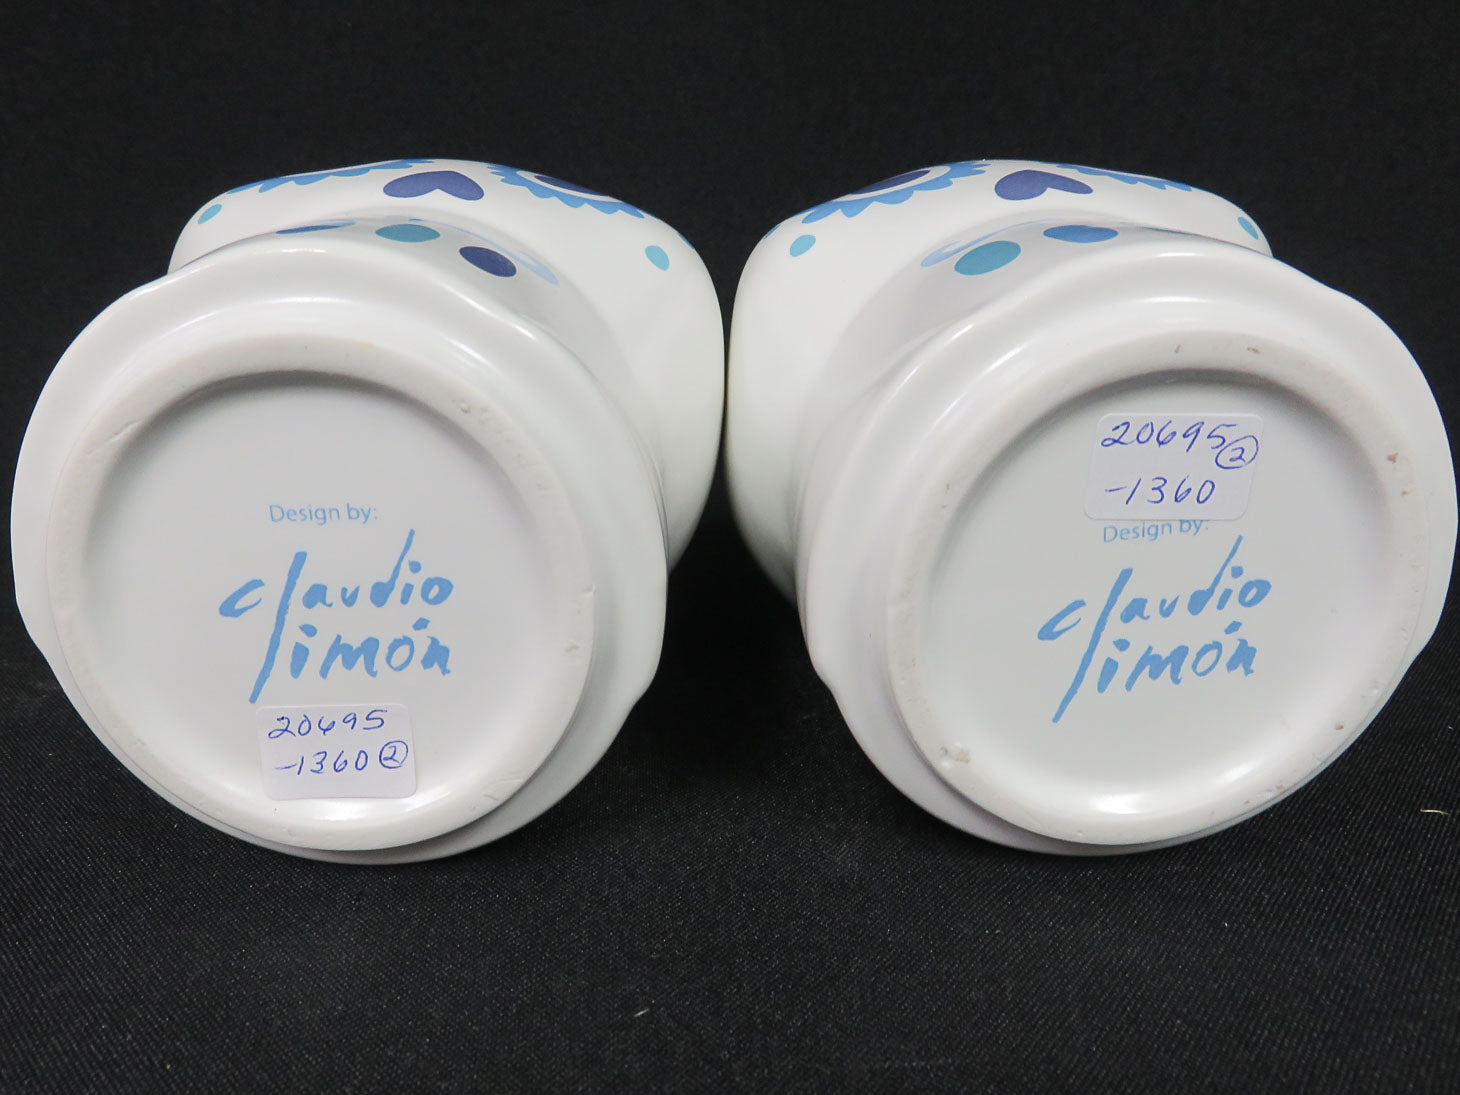 Design by:
claudio
limón
20695
-1360 2
20695 2
-1360
Design by:
claudio
limón